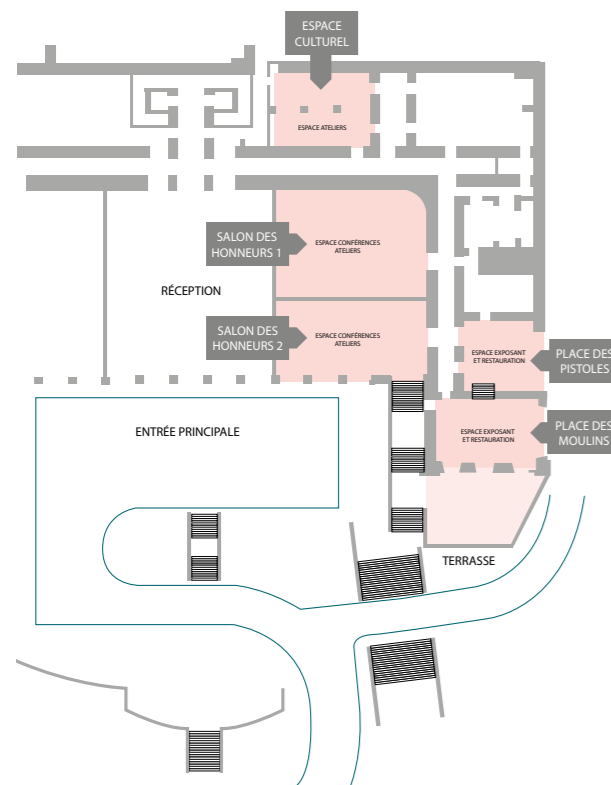 ESPACE
CULTUREL
ESPACE ATELIERS
SALON DES
HONNEURS 1
ESPACE CONFÉRENCES
ATELIERS
RÉCEPTION
SALON DES
HONNEURS 2
ESPACE CONFÉRENCES
ATELIERS
ESPACE EXPOSANT
ET RESTAURATION
PLACE DES
PISTOLES
ENTRÉE PRINCIPALE
ESPACE EXPOSANT
ET RESTAURATION
PLACE DES
MOULINS
TERRASSE